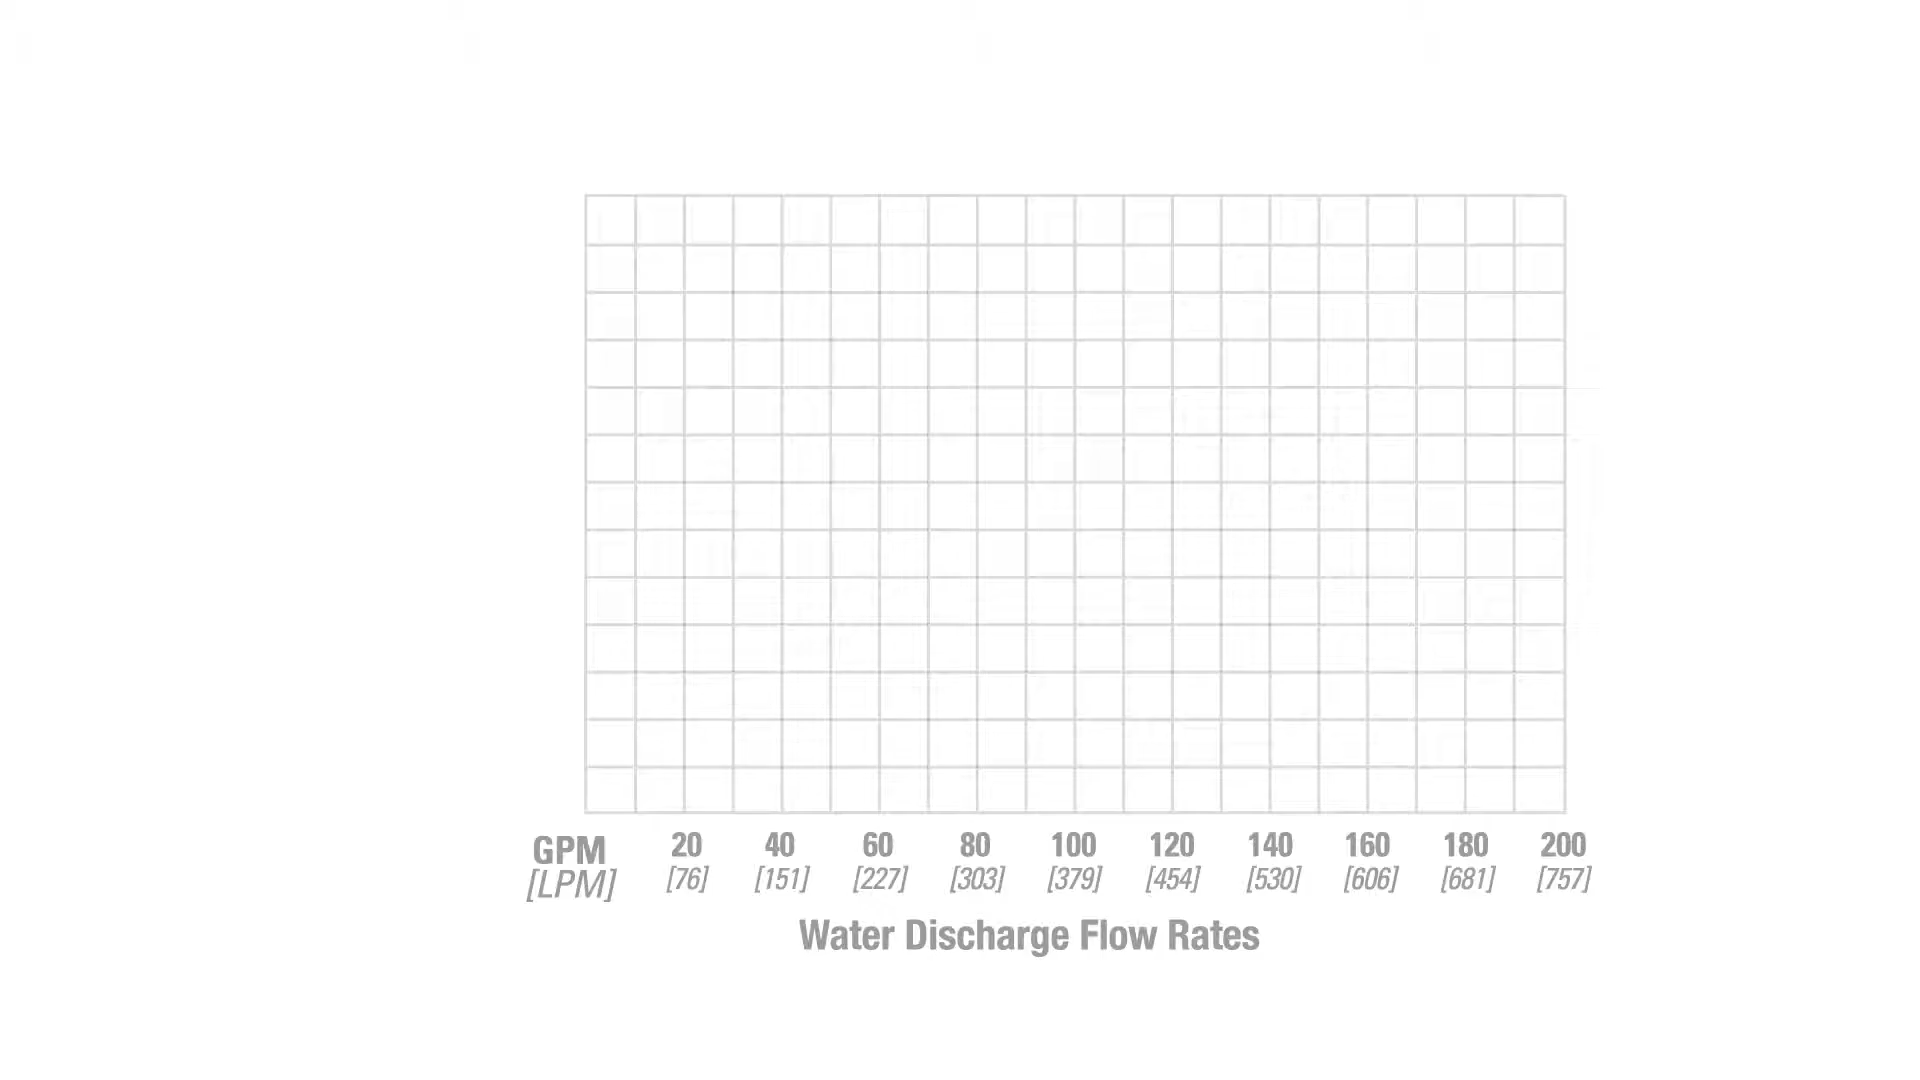 GPM 20 40 60 80 100 120 140 160 180 200
[LPM] [76] [151] [227] [303] [379] [454] [530] [606] [681] [757]
Water Discharge Flow Rates